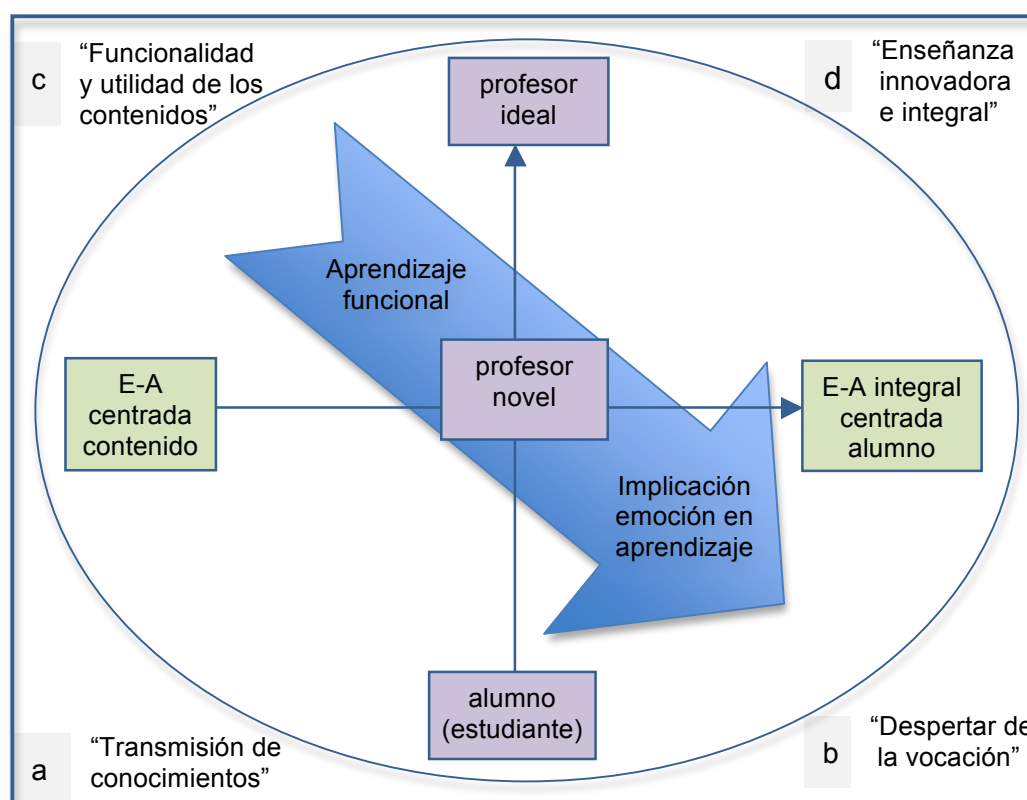 c
“Funcionalidad
y utilidad de los
contenidos”
profesor
ideal
d
“Enseñanza
innovadora
e integral”
Aprendizaje
funcional
E-A
centrada
contenido
profesor
novel
E-A integral
centrada
alumno
Implicación
emoción en
aprendizaje
alumno
(estudiante)
a
“Transmisión de
conocimientos”
b
“Despertar de
la vocación”